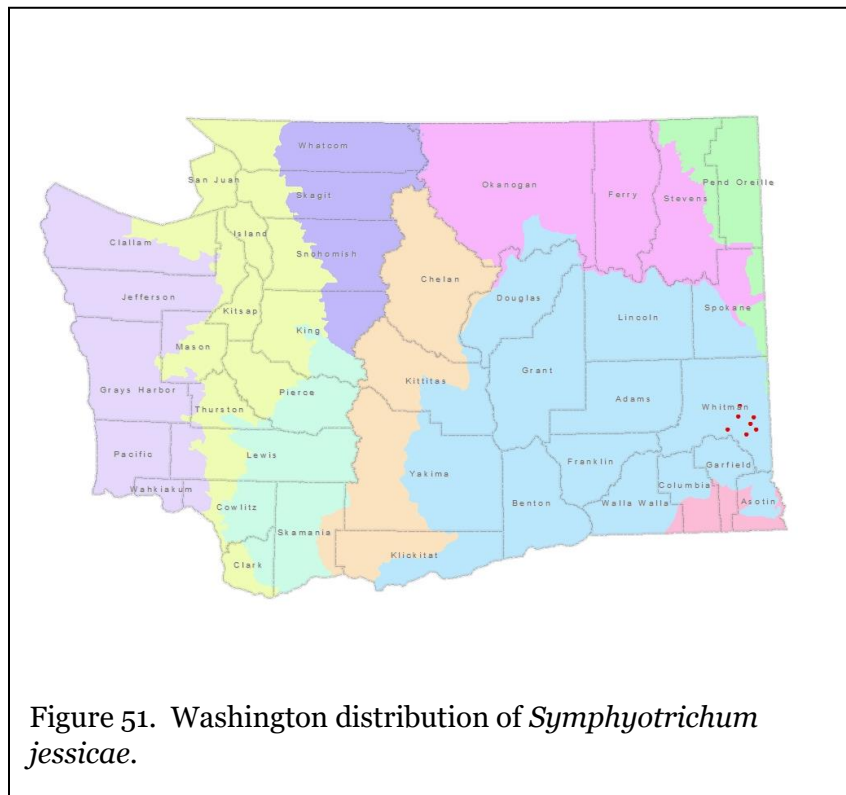 Whatcom
San Juan
Okanogan
Pend Oreille
Ferry
Stevens
Skagit
Island
Clallam
Snohomish
Chelan
Jefferson
Douglas
Kitsap
Lincoln
Spokane
King
Mason
Grant
Kittitas
Grays Harbor
Pierce
Adams
Whitman
Thurston
Pacific
Lewis
Franklin
Garfield
Yakima
Columbia
Wahkiakum
Benton
Walla Walla
Asotin
Cowlitz
Skamania
Klickitat
Clark
Figure 51. Washington distribution of Symphyotrichum
jessicae.